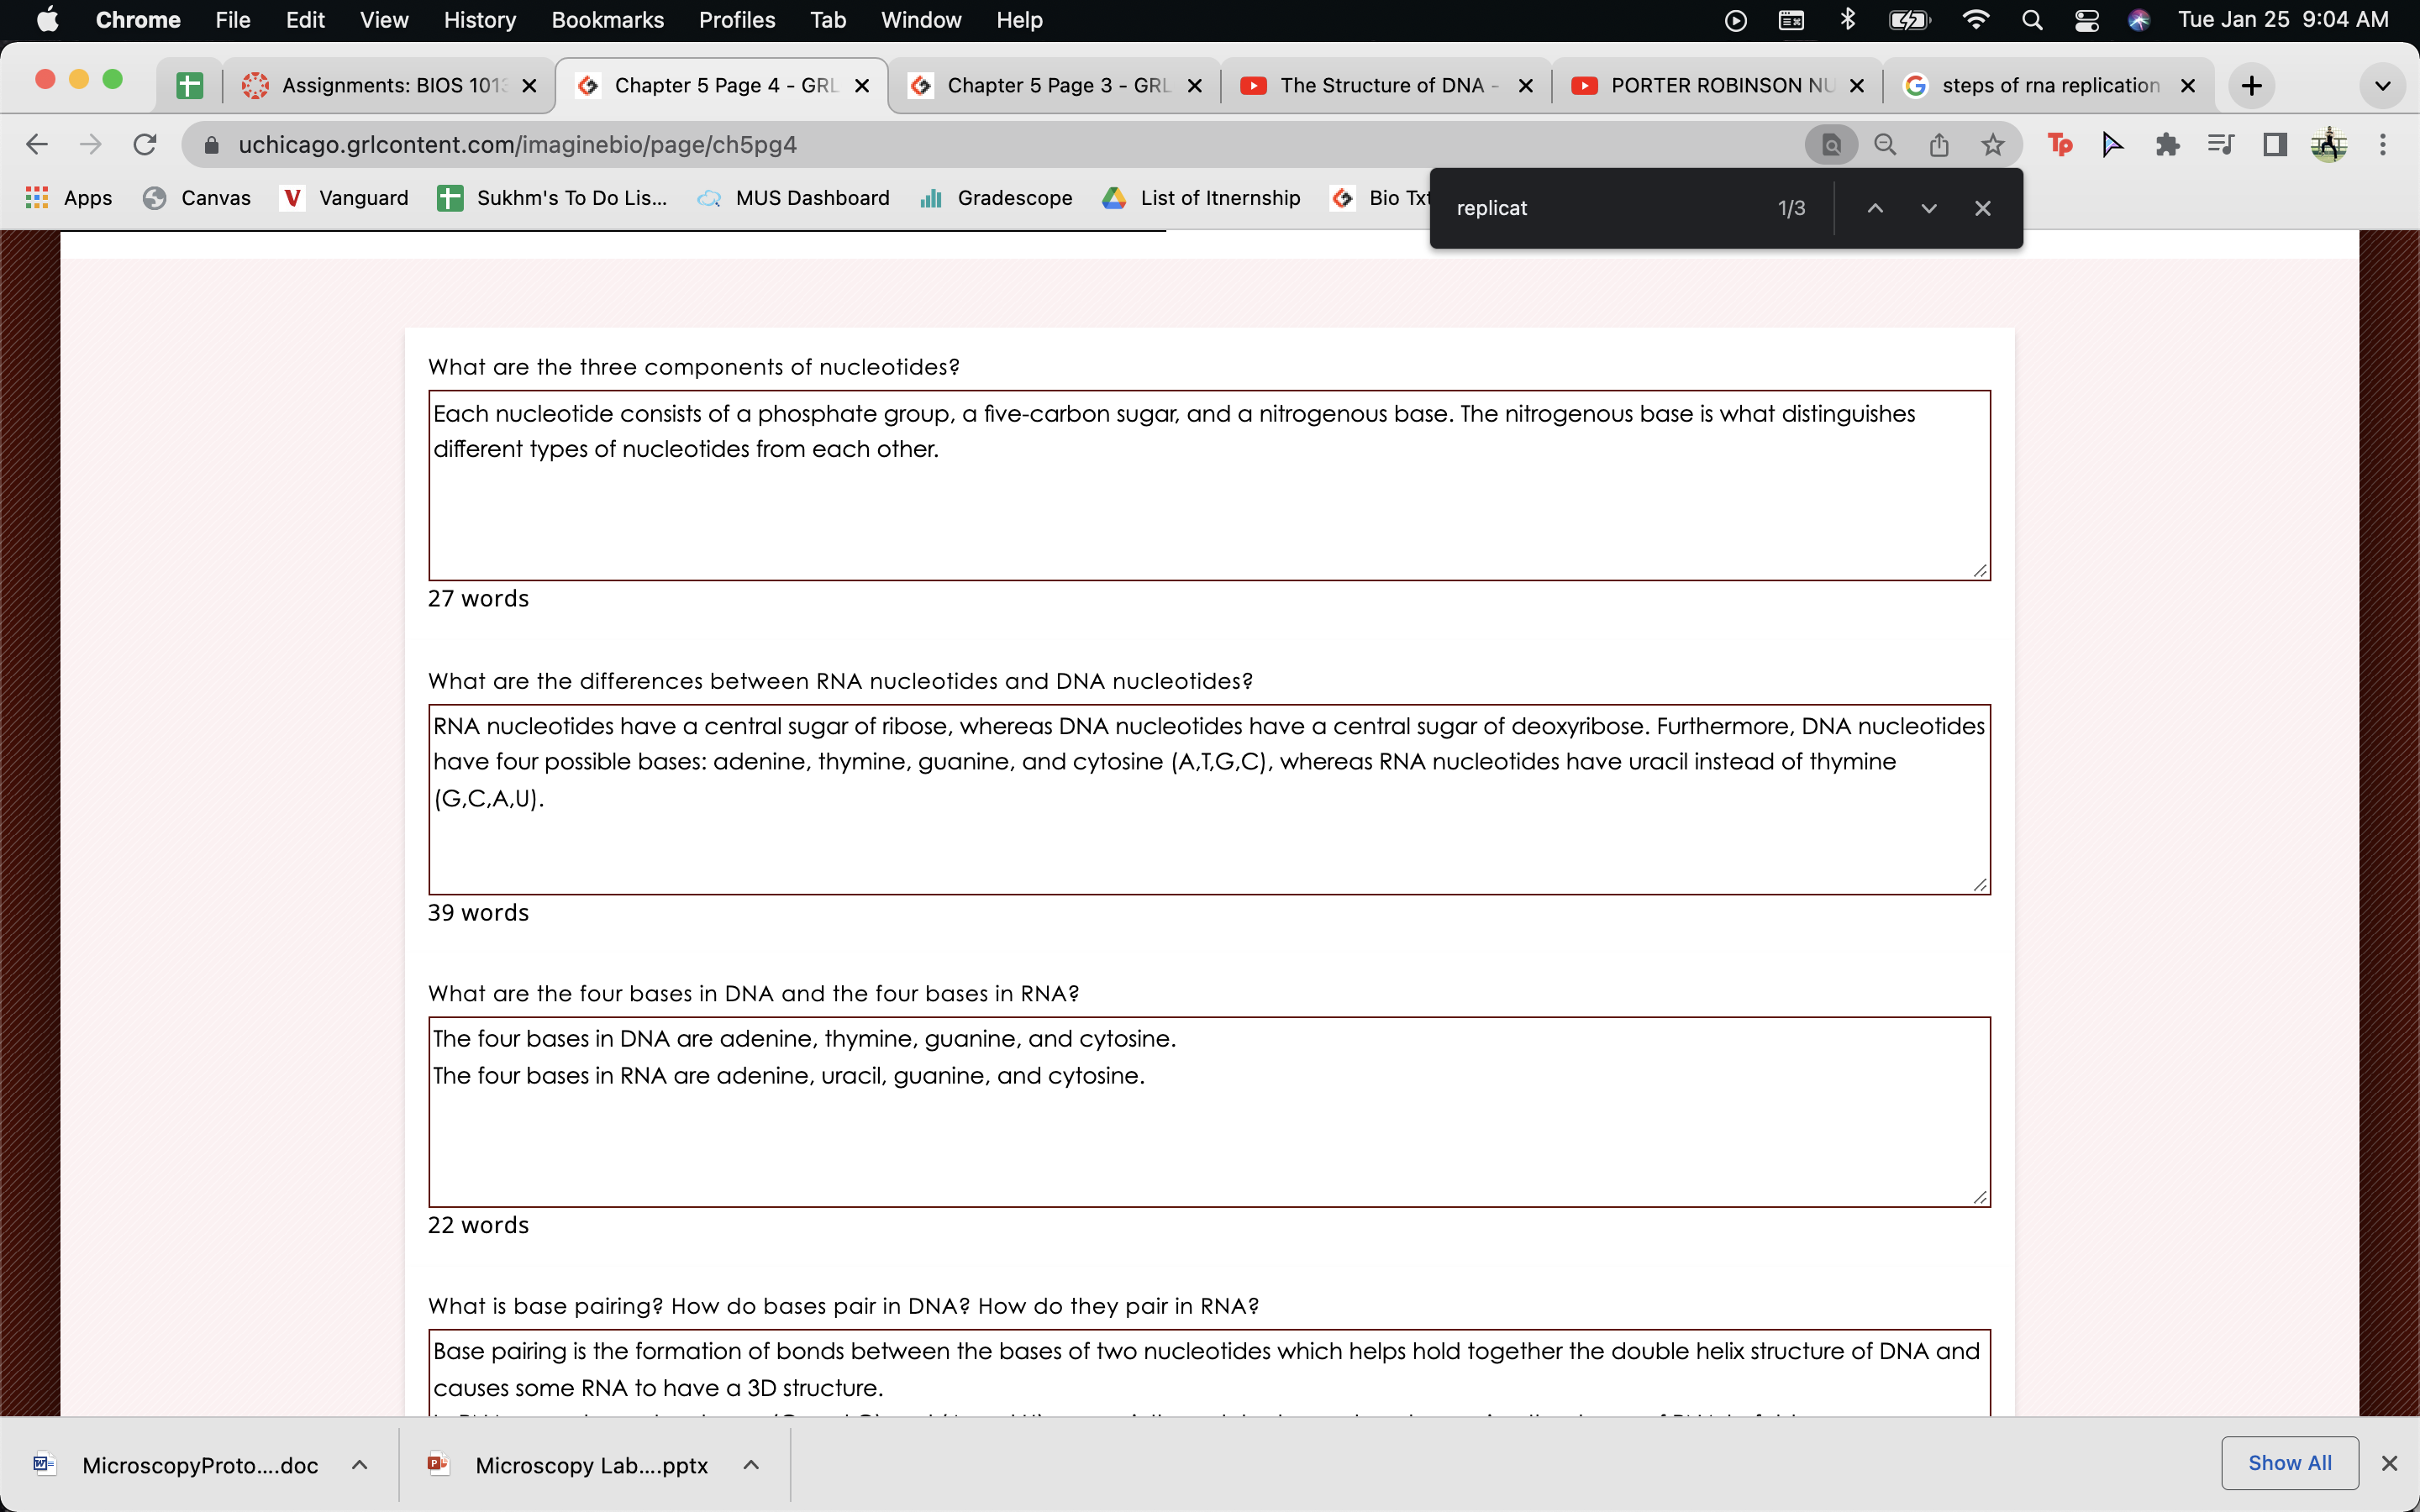 Chrome File Edit View History Bookmarks Profiles Tab Window Help Tue Jan 25 9:04 AM
Assignments: BIOS 1013 Chapter 5 Page 4 - GRL Chapter 5 Page 3 - GRL The Structure of DNA - PORTER ROBINSON NU steps of rna replication
uchicago.grlcontent.com/imaginebio/page/ch5pg4 Tp
Apps Canvas Vanguard Sukhm's To Do Lis... MUS Dashboard Gradescope List of Itnernship Bio Txt
replicat 1/3
What are the three components of nucleotides?
Each nucleotide consists of a phosphate group, a five-carbon sugar, and a nitrogenous base. The nitrogenous base is what distinguishes
different types of nucleotides from each other.
27 words
What are the differences between RNA nucleotides and DNA nucleotides?
RNA nucleotides have a central sugar of ribose, whereas DNA nucleotides have a central sugar of deoxyribose. Furthermore, DNA nucleotides
have four possible bases: adenine, thymine, guanine, and cytosine (A,T,G,C), whereas RNA nucleotides have uracil instead of thymine
(G,C,A,U).
39 words
What are the four bases in DNA and the four bases in RNA?
The four bases in DNA are adenine, thymine, guanine, and cytosine.
The four bases in RNA are adenine, uracil, guanine, and cytosine.
22 words
What is base pairing? How do bases pair in DNA? How do they pair in RNA?
Base pairing is the formation of bonds between the bases of two nucleotides which helps hold together the double helix structure of DNA and
causes some RNA to have a 3D structure.
MicroscopyProto....doc Microscopy Lab....pptx Show All